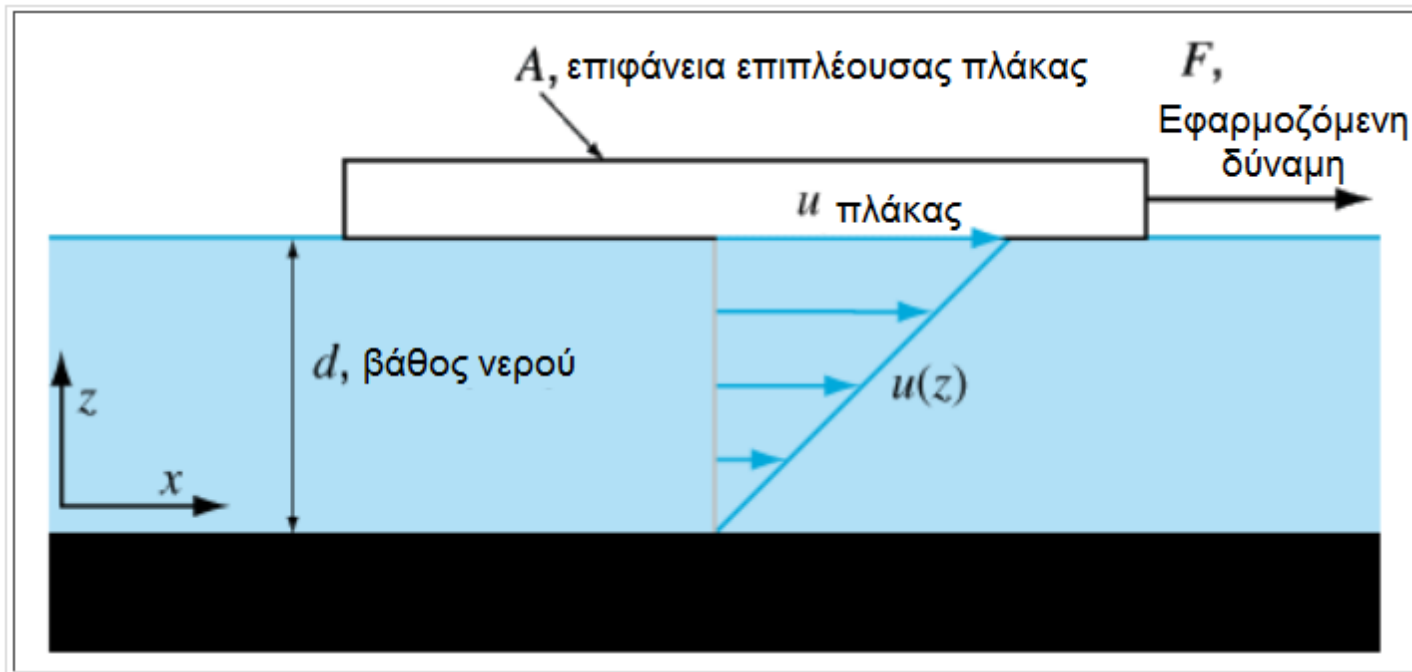 A, επιφάνεια επιπλέουσας πλάκας
F,
Εφαρμοζόμενη
δύναμη
u πλάκας
d, βάθος νερού
u(z)
z
x